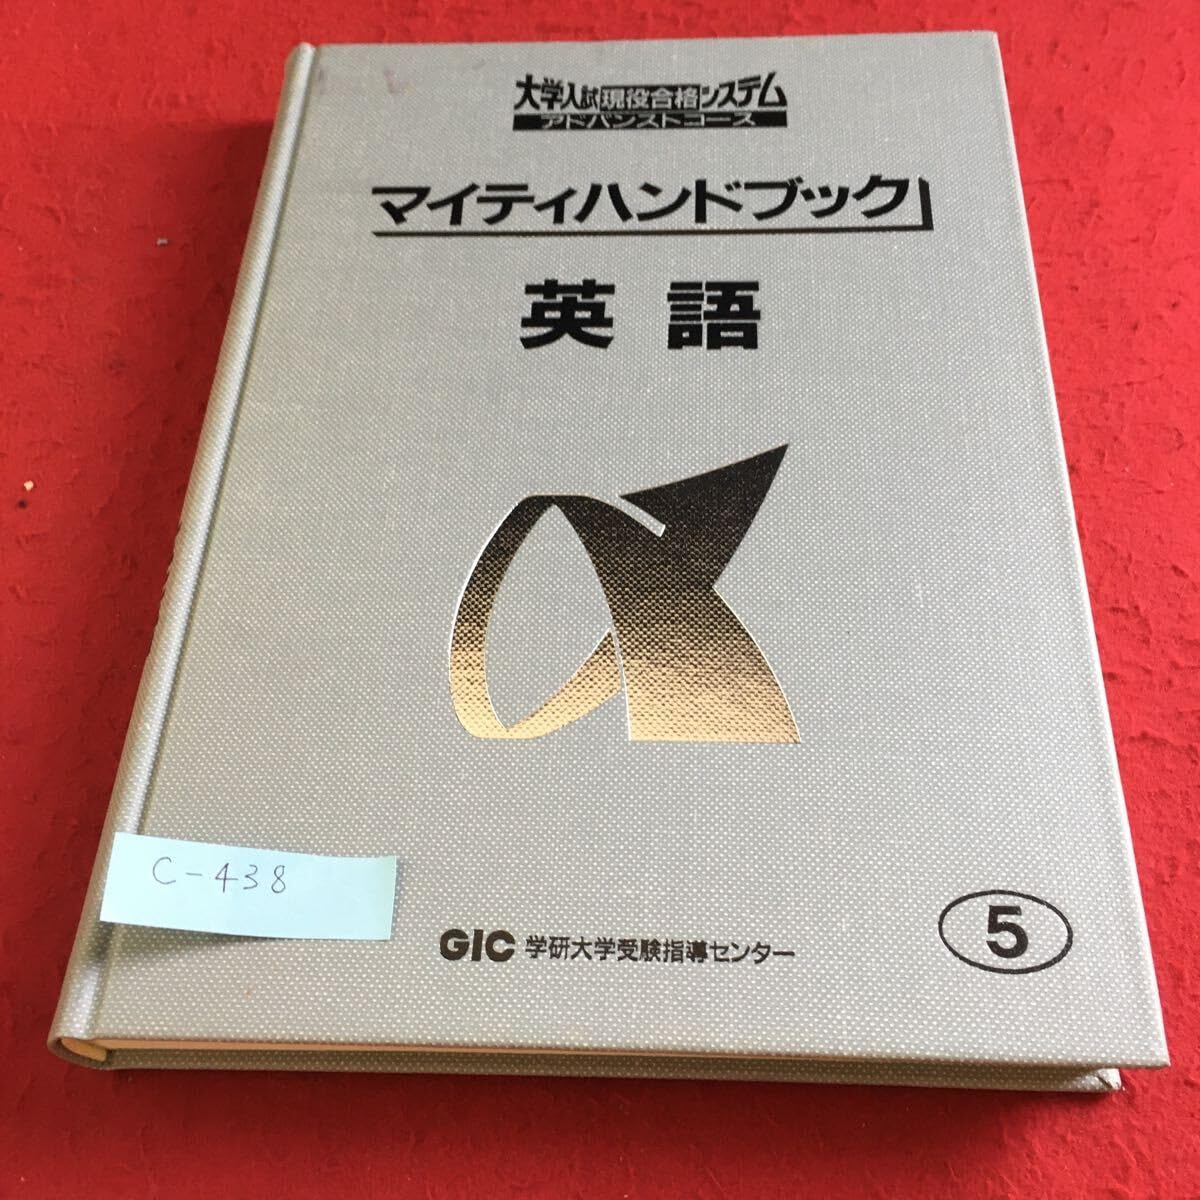 大学入試現役合格システム
アドバンストコース
マイティハンドブック
英語
C-438
GIC 学研大学受験指導センター
5